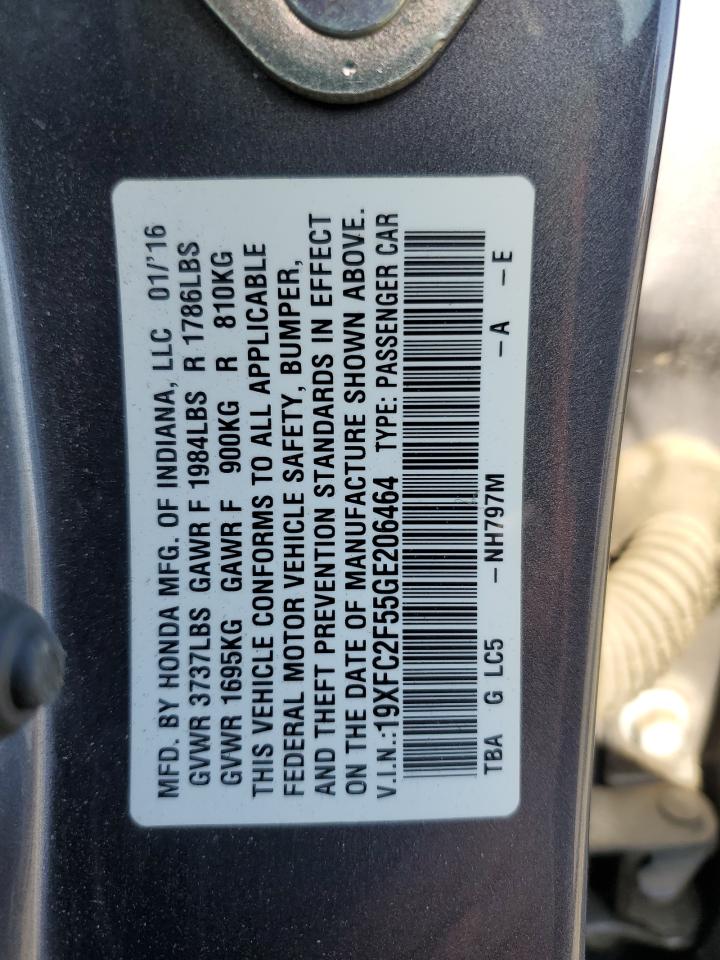 MFD. BY HONDA MFG. OF INDIANA, LLC 01/'16
GVWR 3737LBS GAWR F 1984LBS R 1786LBS
GVWR 1695KG GAWR F 900KG R 810KG
THIS VEHICLE CONFORMS TO ALL APPLICABLE
FEDERAL MOTOR VEHICLE SAFETY, BUMPER,
AND THEFT PREVENTION STANDARDS IN EFFECT
ON THE DATE OF MANUFACTURE SHOWN ABOVE.
V.I.N.:19XFC2F55GE206464 TYPE: PASSENGER CAR
TBA G LC5 -NH797M -A -E